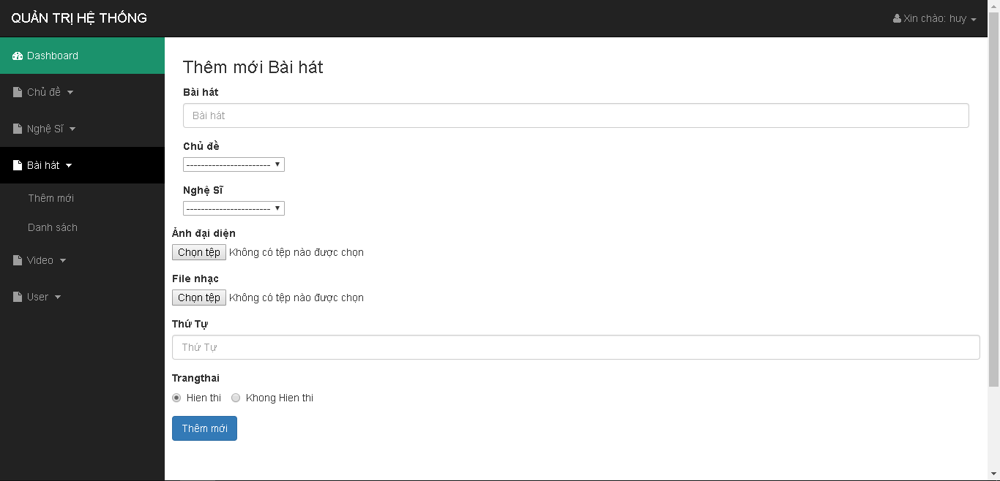 QUẢN TRỊ HỆ THỐNG
Xin chào: huy
Dashboard
Chủ đề
Nghệ Sĩ
Bài hát
Thêm mới
Danh sách
Video
User
Thêm mới Bài hát
Bài hát
Bài hát
Chủ đề
-----------------------
Nghệ Sĩ
-----------------------
Ảnh đại diện
Chọn tệp Không có tệp nào được chọn
File nhạc
Chọn tệp Không có tệp nào được chọn
Thứ Tự
Thứ Tự
Trangthai
Hien thi Khong Hien thi
Thêm mới